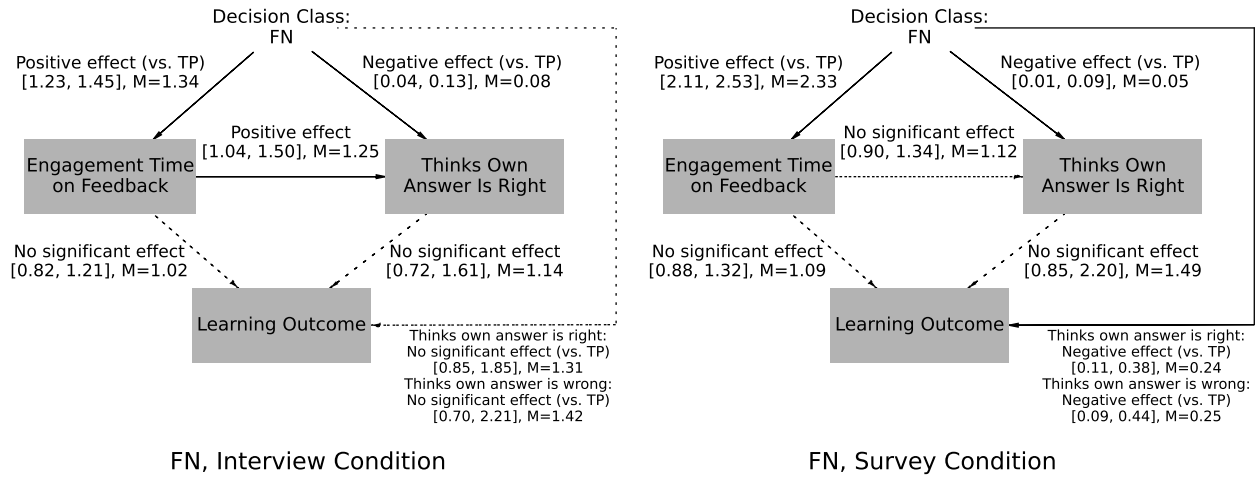 Decision Class:
FN
Positive effect (vs. TP)
[1.23, 1.45], M=1.34
Negative effect (vs. TP)
[0.04, 0.13], M=0.08
Positive effect
[1.04, 1.50], M=1.25
Engagement Time
on Feedback
Thinks Own
Answer Is Right
No significant effect
[0.82, 1.21], M=1.02
No significant effect
[0.72, 1.61], M=1.14
Learning Outcome
Thinks own answer is right:
No significant effect (vs. TP)
[0.85, 1.85], M=1.31
Thinks own answer is wrong:
No significant effect (vs. TP)
[0.70, 2.21], M=1.42
FN, Interview Condition
Decision Class:
FN
Positive effect (vs. TP)
[2.11, 2.53], M=2.33
Negative effect (vs. TP)
[0.01, 0.09], M=0.05
No significant effect
[0.90, 1.34], M=1.12
Engagement Time
on Feedback
Thinks Own
Answer Is Right
No significant effect
[0.88, 1.32], M=1.09
No significant effect
[0.85, 2.20], M=1.49
Learning Outcome
Thinks own answer is right:
Negative effect (vs. TP)
[0.11, 0.38], M=0.24
Thinks own answer is wrong:
Negative effect (vs. TP)
[0.09, 0.44], M=0.25
FN, Survey Condition